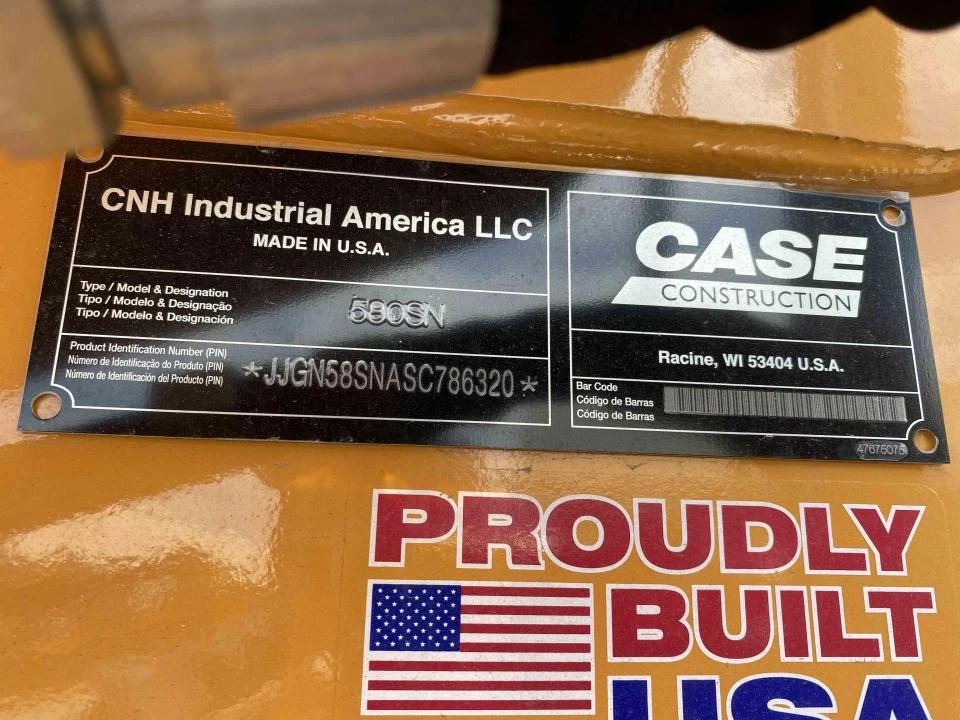 CNH Industrial America LLC
MADE IN U.S.A.
Type / Model & Designation
Tipo / Modelo & Designação
Tipo / Modelo & Designación
580SN
Product Identification Number (PIN)
Número de Identificação do Produto (PIN)
Número de Identificación del Producto (PIN)
*JJGN58SNASC786320*
CASE
CONSTRUCTION
Racine, WI 53404 U.S.A.
Bar Code
Código de Barras
Código de Barras
47675075
PROUDLY
BUILT
USA